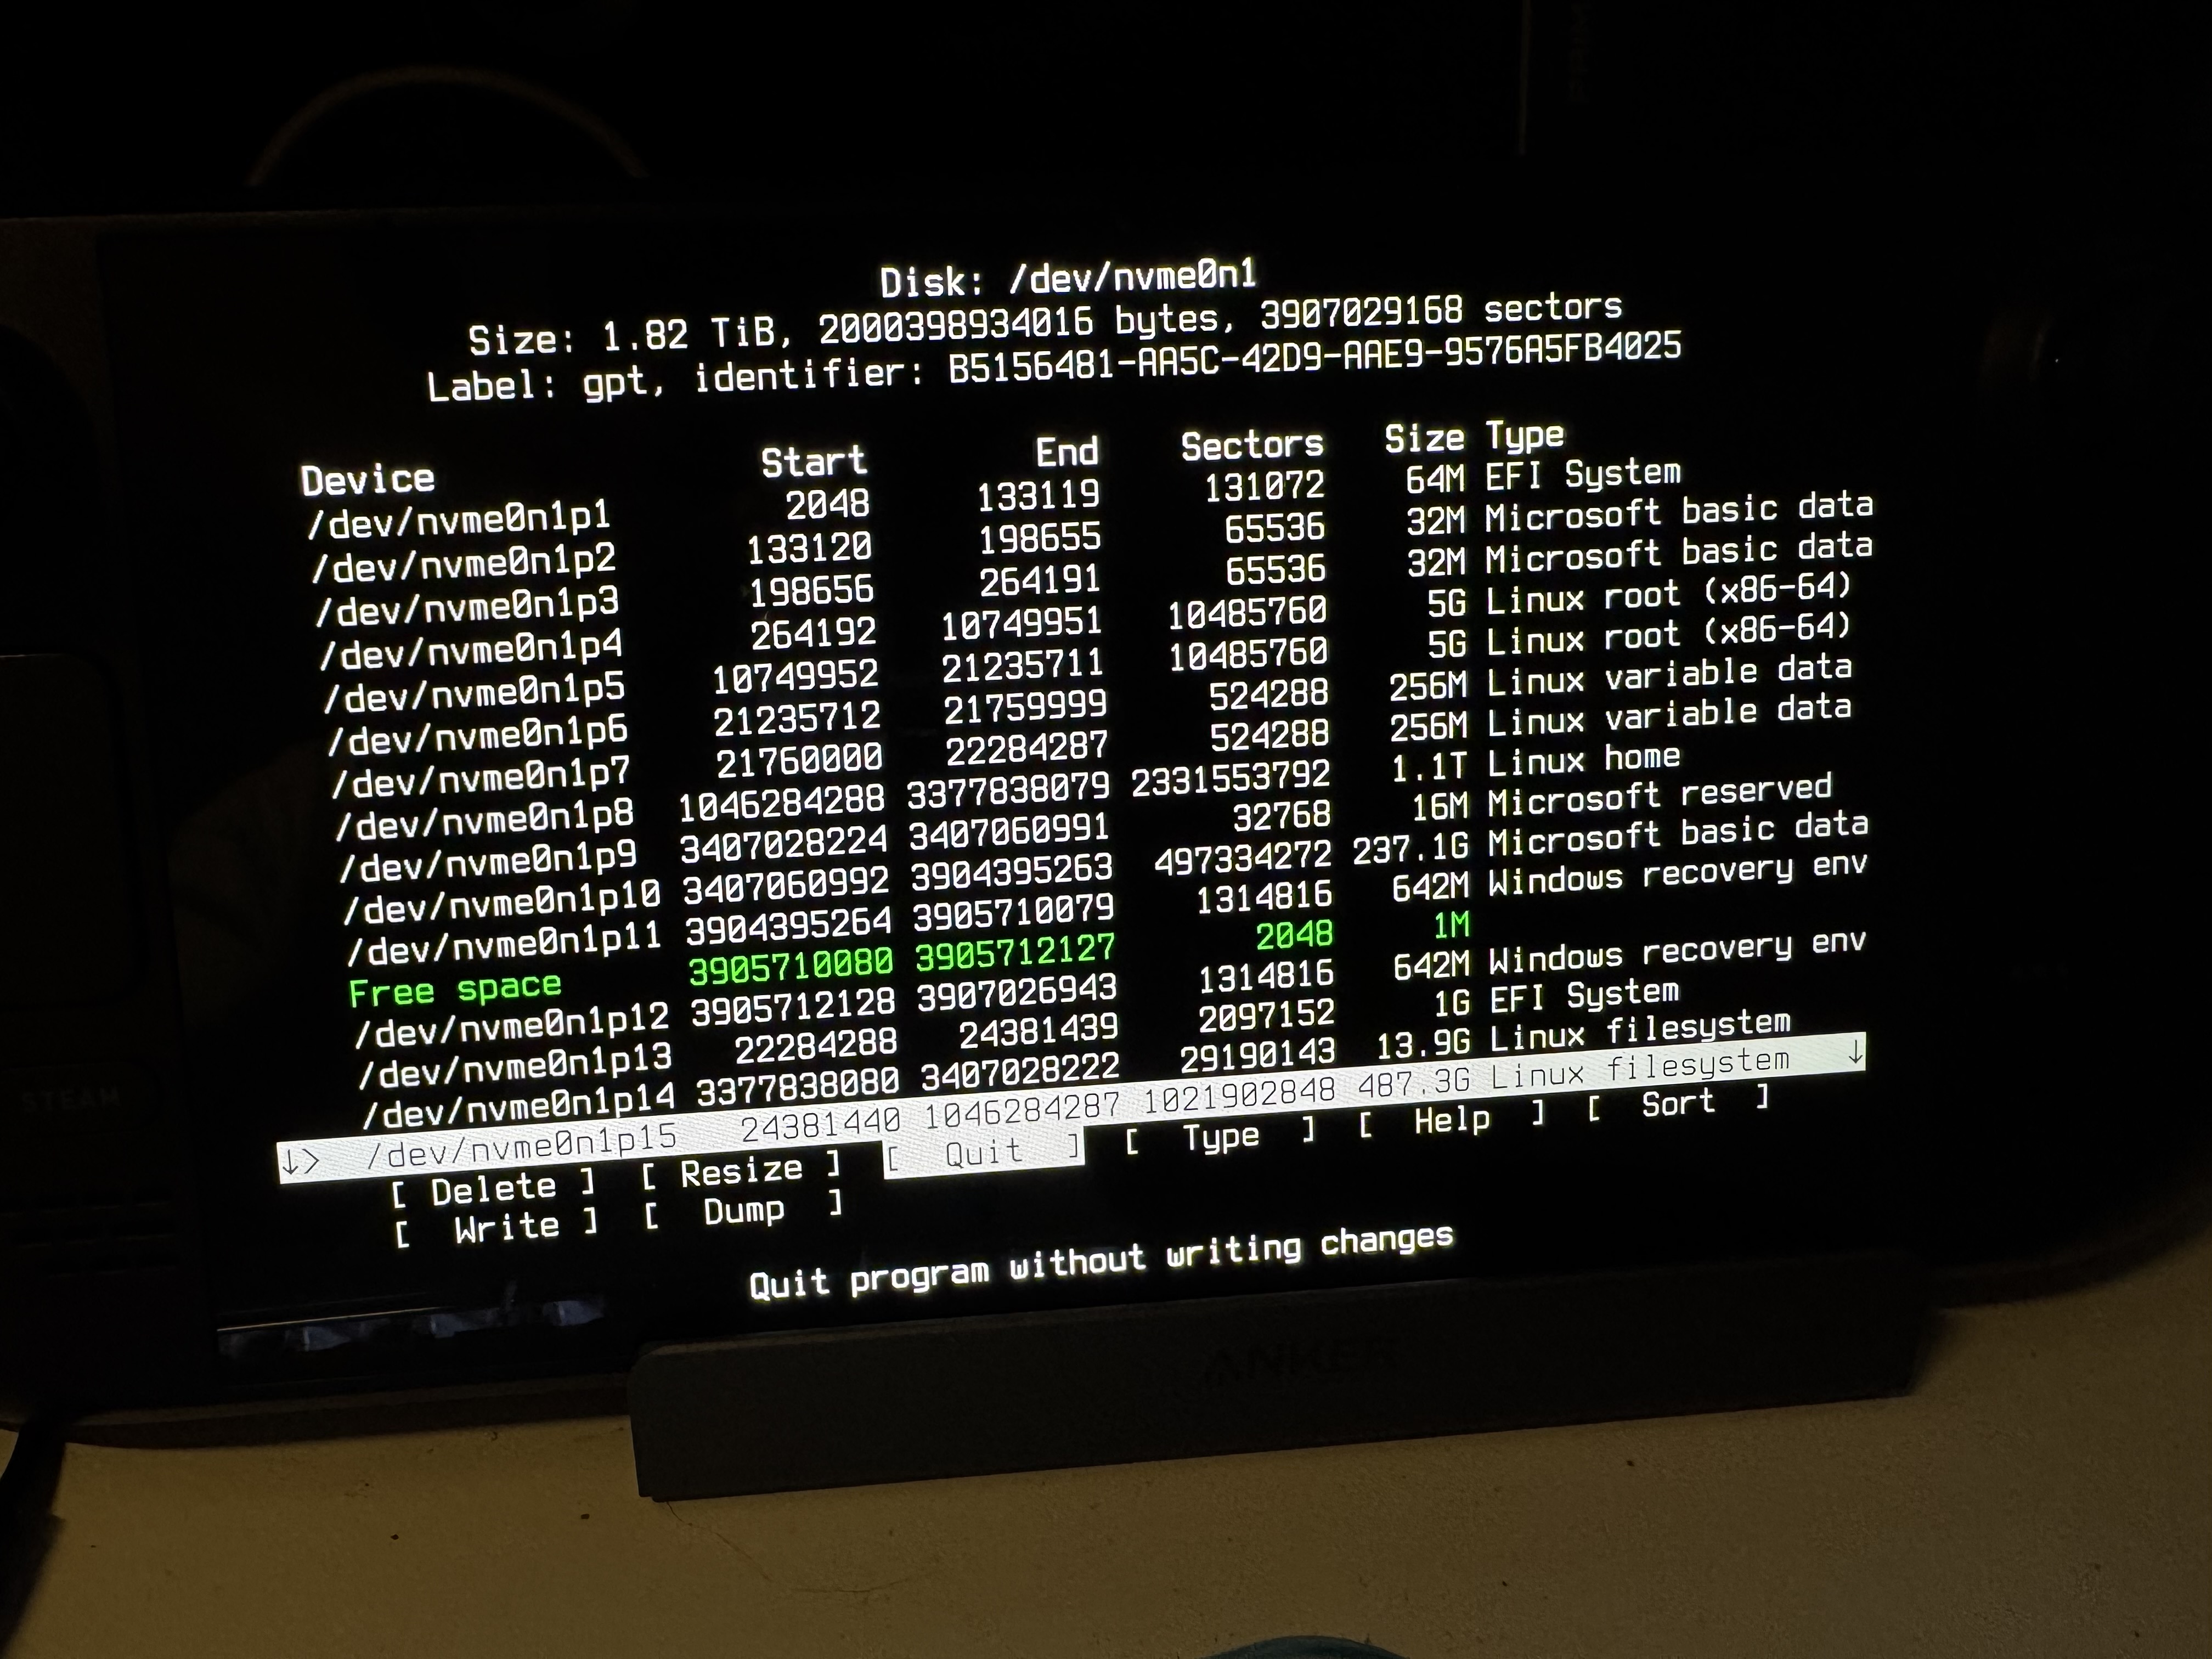 Disk: /dev/nvme0n1
Size: 1.82 TiB, 2000398934016 bytes, 3907029168 sectors
Label: gpt, identifier: B5156481-AA5C-42D9-AAE9-9576A5FB4025
Device Start End Sectors Size Type
/dev/nvme0n1p1 2048 133119 131072 64M EFI System
/dev/nvme0n1p2 133120 198655 65536 32M Microsoft basic data
/dev/nvme0n1p3 198656 264191 65536 32M Microsoft basic data
/dev/nvme0n1p4 264192 10749951 10485760 5G Linux root (x86-64)
/dev/nvme0n1p5 10749952 21235711 10485760 5G Linux root (x86-64)
/dev/nvme0n1p6 21235712 21759999 524288 256M Linux variable data
/dev/nvme0n1p7 21760000 22284287 524288 256M Linux variable data
/dev/nvme0n1p8 1046284288 3377838079 2331553792 1.1T Linux home
/dev/nvme0n1p9 3407028224 3407060991 32768 16M Microsoft reserved
/dev/nvme0n1p10 3407060992 3904395263 497334272 237.1G Microsoft basic data
/dev/nvme0n1p11 3904395264 3905710079 1314816 642M Windows recovery env
Free space 3905710080 3905712127 2048 1M
/dev/nvme0n1p12 3905712128 3907026943 1314816 642M Windows recovery env
/dev/nvme0n1p13 22284288 24381439 2097152 1G EFI System
/dev/nvme0n1p14 3377838080 3407028222 29190143 13.9G Linux filesystem
↓> /dev/nvme0n1p15 24381440 1046284287 1021902848 487.3G Linux filesystem ↓
[ Delete ] [ Resize ] [ Quit ] [ Type ] [ Help ] [ Sort ]
[ Write ] [ Dump ]
Quit program without writing changes
STEAM
ANKER